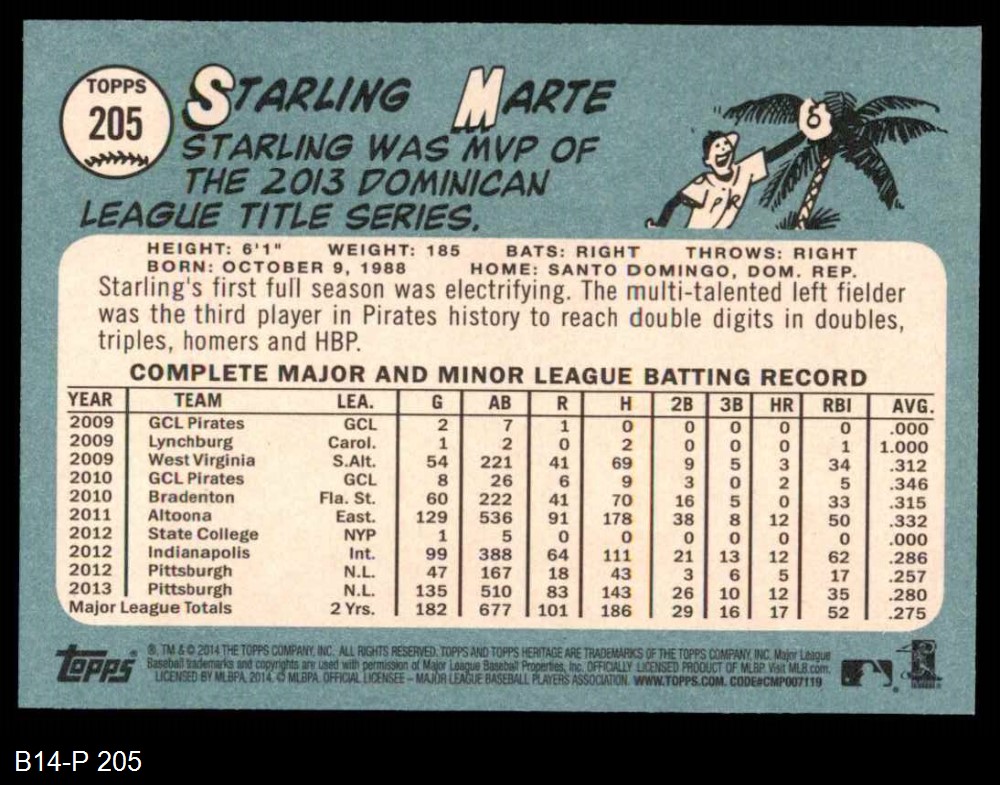 TOPPS
205
STARLING MARTE
STARLING WAS MVP OF
THE 2013 DOMINICAN
LEAGUE TITLE SERIES.
P R
HEIGHT: 6'1" WEIGHT: 185 BATS: RIGHT THROWS: RIGHT
BORN: OCTOBER 9, 1988 HOME: SANTO DOMINGO, DOM. REP.
Starling's first full season was electrifying. The multi-talented left fielder
was the third player in Pirates history to reach double digits in doubles,
triples, homers and HBP.
COMPLETE MAJOR AND MINOR LEAGUE BATTING RECORD
YEAR TEAM LEA. G AB R H 2B 3B HR RBI AVG.
2009 GCL Pirates GCL 2 7 1 0 0 0 0 0 .000
2009 Lynchburg Carol. 1 2 0 2 0 0 0 1 1.000
2009 West Virginia S.Alt. 54 221 41 69 9 5 3 34 .312
2010 GCL Pirates GCL 8 26 6 9 3 0 2 5 .346
2010 Bradenton Fla. St. 60 222 41 70 16 5 0 33 .315
2011 Altoona East. 129 536 91 178 38 8 12 50 .332
2012 State College NYP 1 5 0 0 0 0 0 0 .000
2012 Indianapolis Int. 99 388 64 111 21 13 12 62 .286
2012 Pittsburgh N.L. 47 167 18 43 3 6 5 17 .257
2013 Pittsburgh N.L. 135 510 83 143 26 10 12 35 .280
Major League Totals 2 Yrs. 182 677 101 186 29 16 17 52 .275
topps ®, TM & © 2014 THE TOPPS COMPANY, INC. ALL RIGHTS RESERVED. TOPPS AND TOPPS HERITAGE ARE TRADEMARKS OF THE TOPPS COMPANY, INC. Major League
Baseball trademarks and copyrights are used with permission of Major League Baseball Properties, Inc. OFFICIALLY LICENSED PRODUCT OF MLBP. Visit MLB.com.
LICENSED BY MLBPA, 2014. © MLBPA. OFFICIAL LICENSEE – MAJOR LEAGUE BASEBALL PLAYERS ASSOCIATION. WWW.TOPPS.COM. CODE#CMP007119
B14-P 205